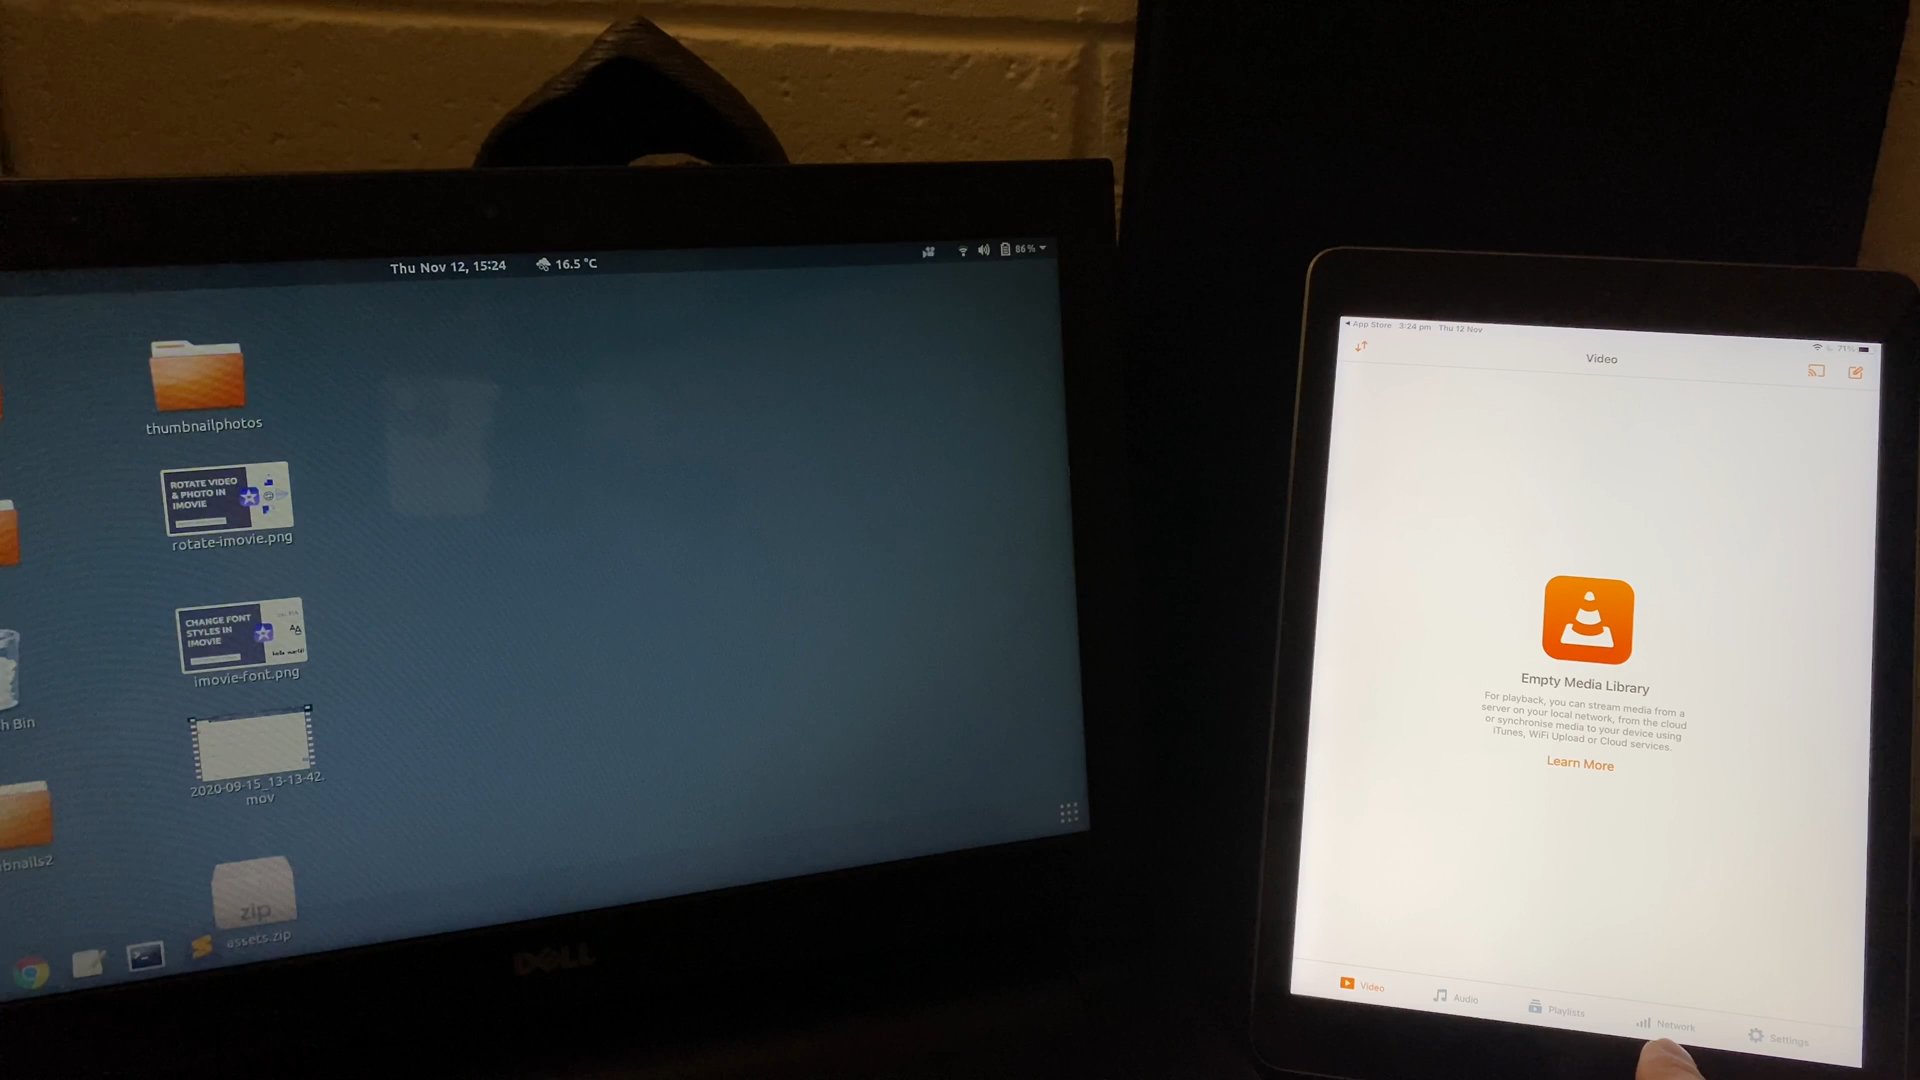 Thu Nov 12, 15:24
16.5 °C
86 %
thumbnailphotos
ROTATE VIDEO
& PHOTO IN
IMOVIE
rotate-imovie.png
CHANGE FONT
STYLES IN
IMOVIE
AA
hello world!
imovie-font.png
h Bin
2020-09-15_13-13-42.
mov
bnails2
zip
assets.zip
DELL
App Store 3:24 pm Thu 12 Nov
71%
Video
Empty Media Library
For playback, you can stream media from a
server on your local network, from the cloud
or synchronise media to your device using
iTunes, WiFi Upload or Cloud services.
Learn More
Video
Audio
Playlists
Network
Settings